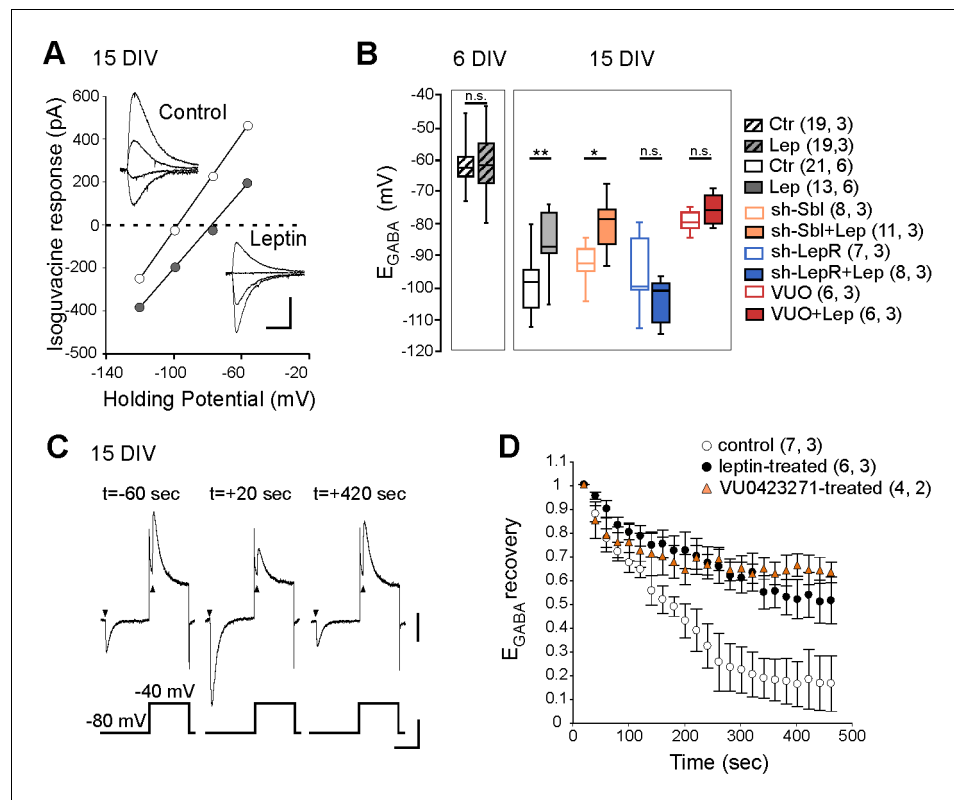 A
15 DIV
Isoguvacine response (pA)
600
400
200
0
-200
-400
-500
Control
Leptin
-140
-100
-60
-20
Holding Potential (mV)
B
6 DIV
15 DIV
E_GABA (mV)
-40
-50
-60
-70
-80
-90
-100
-110
-120
n.s.
**
*
n.s.
n.s.
Ctr (19, 3)
Lep (19,3)
Ctr (21, 6)
Lep (13, 6)
sh-Sbl (8, 3)
sh-Sbl+Lep (11, 3)
sh-LepR (7, 3)
sh-LepR+Lep (8, 3)
VUO (6, 3)
VUO+Lep (6, 3)
C
15 DIV
t=-60 sec
t=+20 sec
t=+420 sec
-40 mV
-80 mV
D
control (7, 3)
leptin-treated (6, 3)
VU0423271-treated (4, 2)
E_GABA recovery
1.1
1
0.9
0.8
0.7
0.6
0.5
0.4
0.3
0.2
0.1
0
0
100
200
300
400
500
Time (sec)